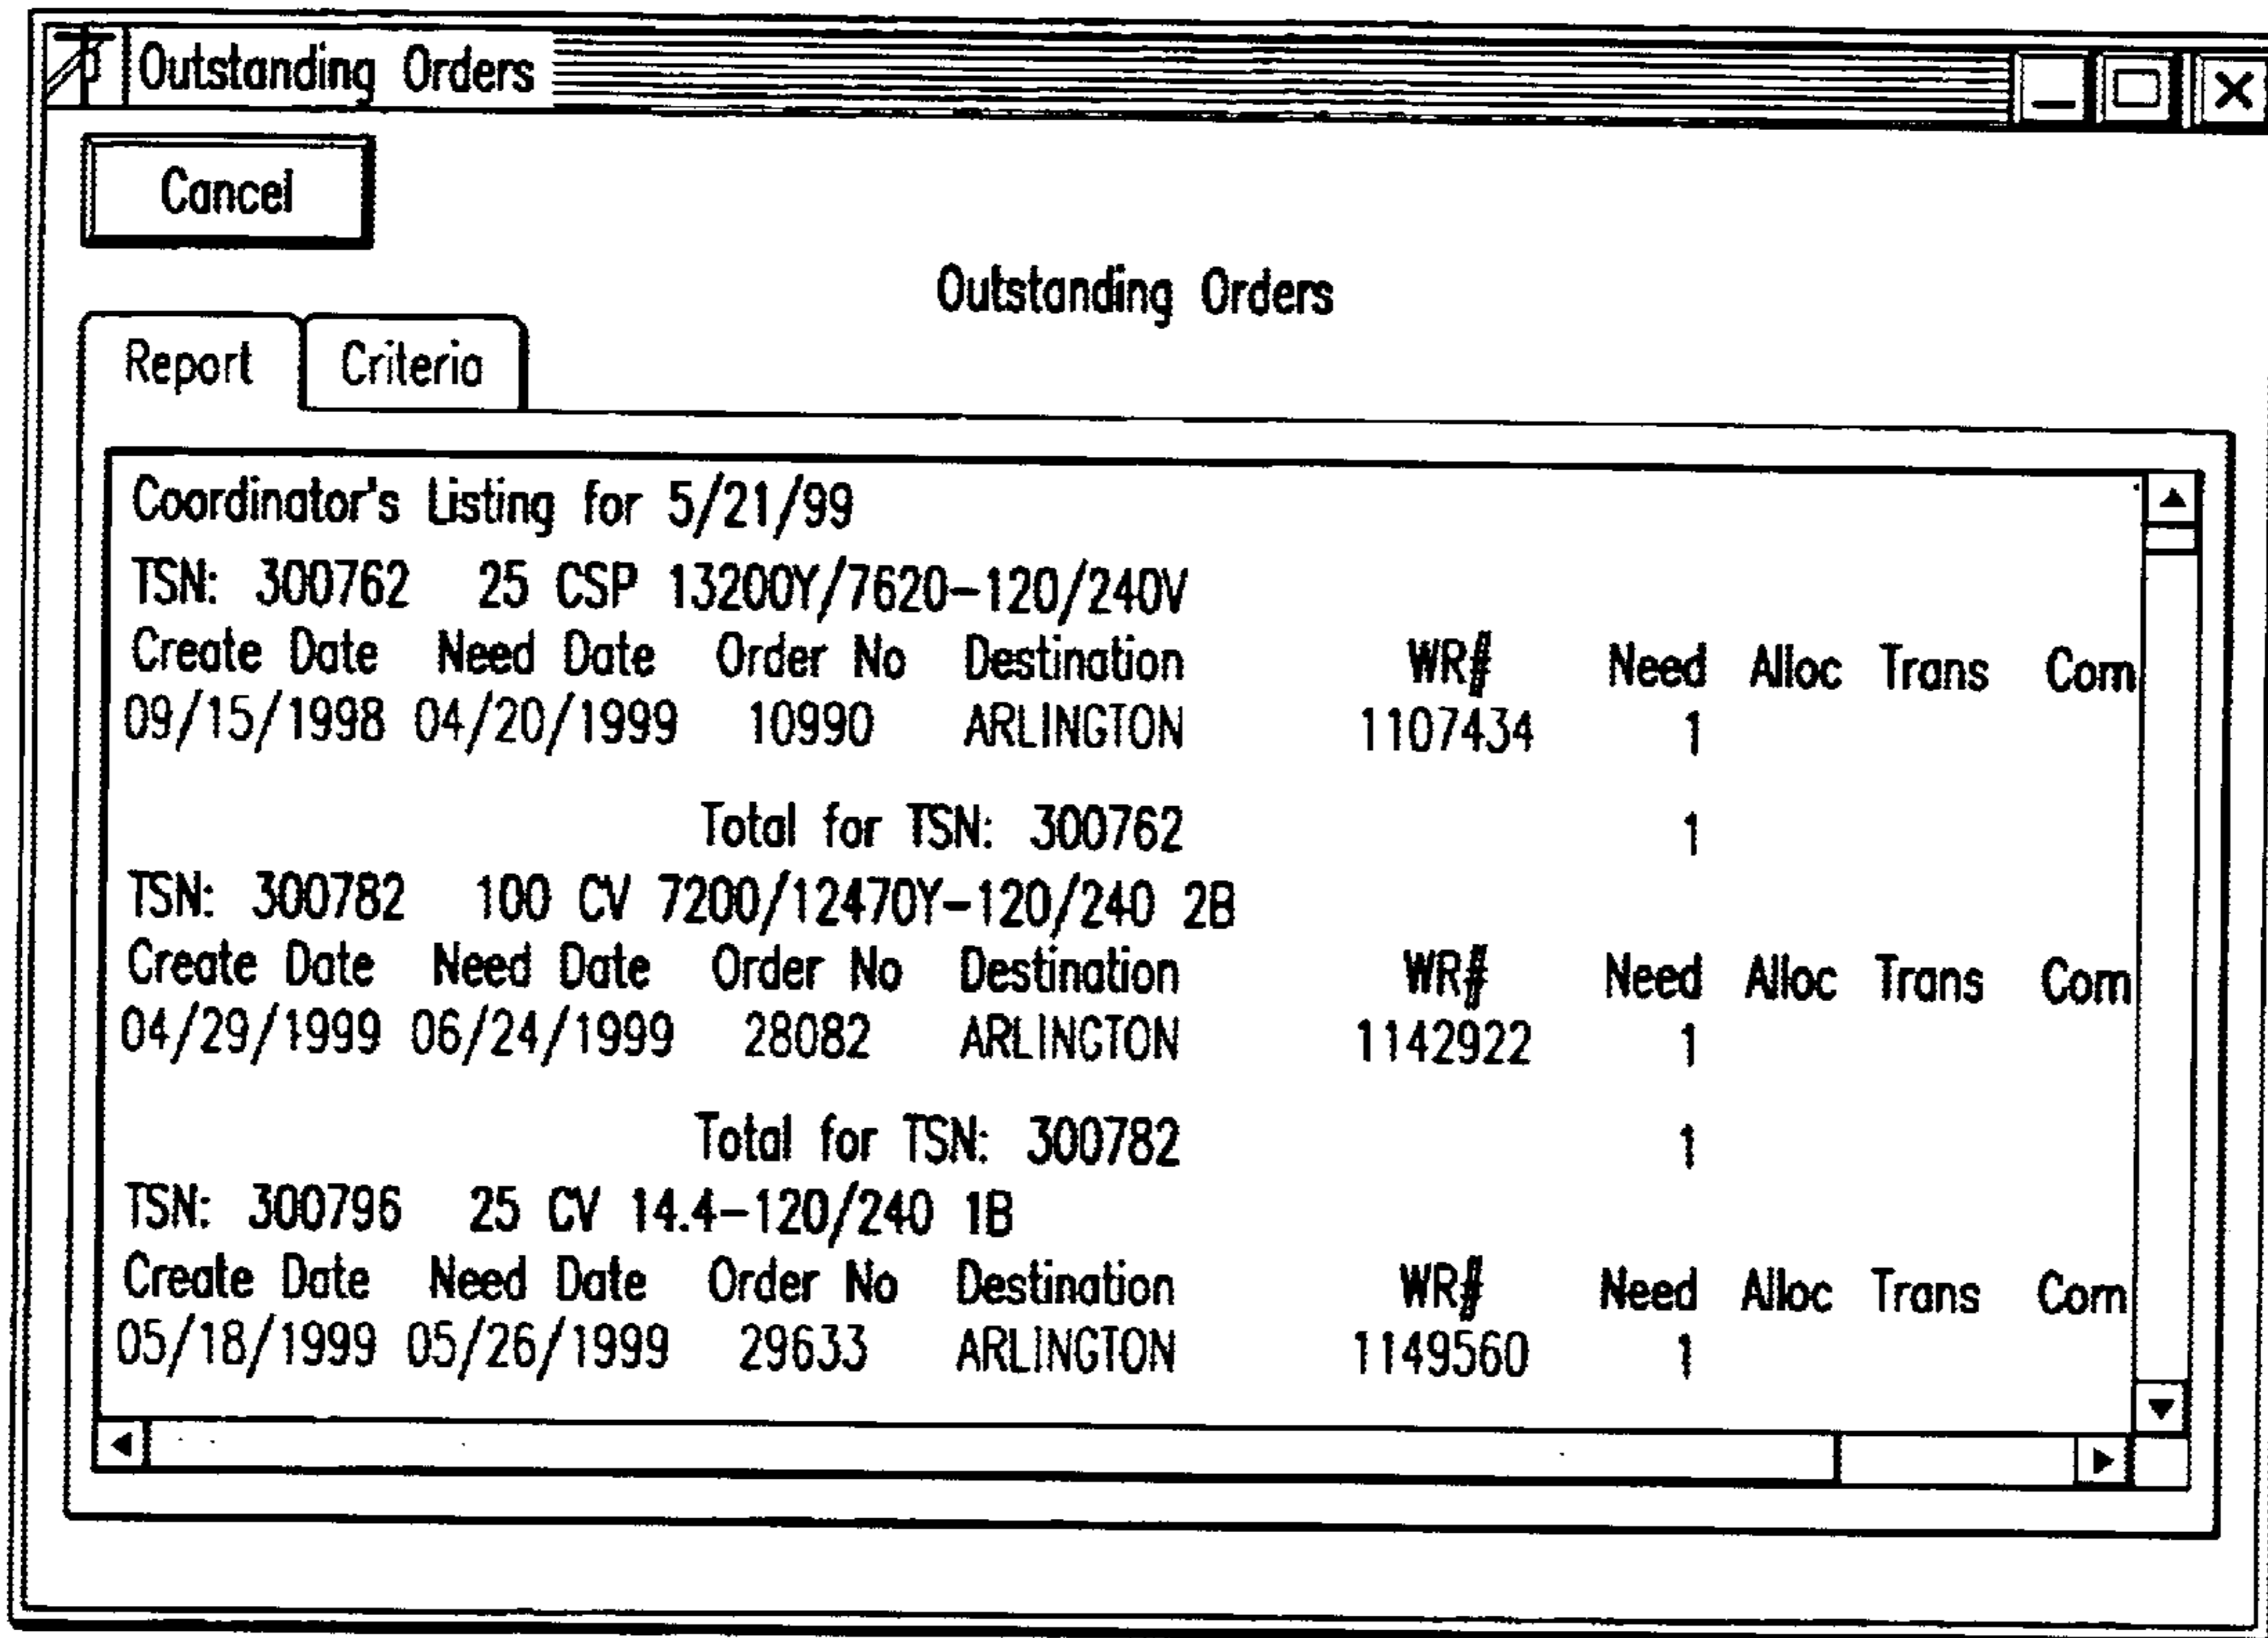 Outstanding Orders
Cancel
Outstanding Orders
Report Criteria
Coordinator's Listing for 5/21/99
TSN: 300762 25 CSP 13200Y/7620-120/240V
Create Date Need Date Order No Destination WR# Need Alloc Trans Com
09/15/1998 04/20/1999 10990 ARLINGTON 1107434 1
Total for TSN: 300762 1
TSN: 300782 100 CV 7200/12470Y-120/240 2B
Create Date Need Date Order No Destination WR# Need Alloc Trans Com
04/29/1999 06/24/1999 28082 ARLINGTON 1142922 1
Total for TSN: 300782 1
TSN: 300796 25 CV 14.4-120/240 1B
Create Date Need Date Order No Destination WR# Need Alloc Trans Com
05/18/1999 05/26/1999 29633 ARLINGTON 1149560 1